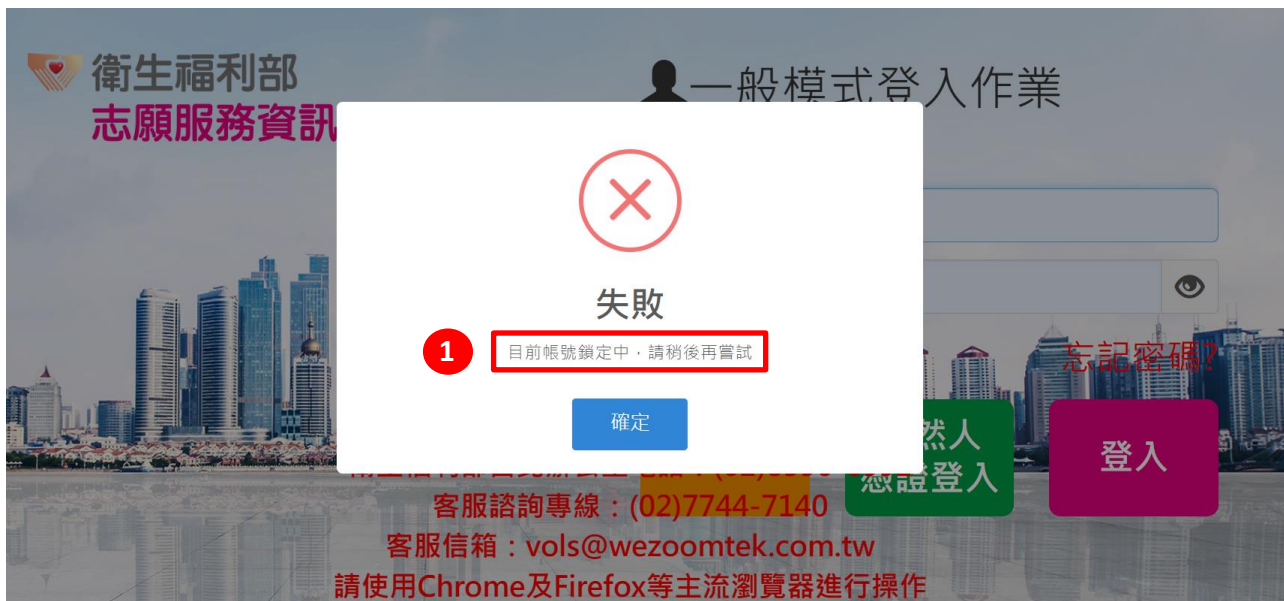 衛生福利部
志願服務資訊
一般模式登入作業
失敗
1
目前帳號鎖定中，請稍後再嘗試
確定
忘記密碼?
然人
憑證登入
登入
客服諮詢專線：(02)7744-7140
客服信箱：vols@wezoomtek.com.tw
請使用Chrome及Firefox等主流瀏覽器進行操作